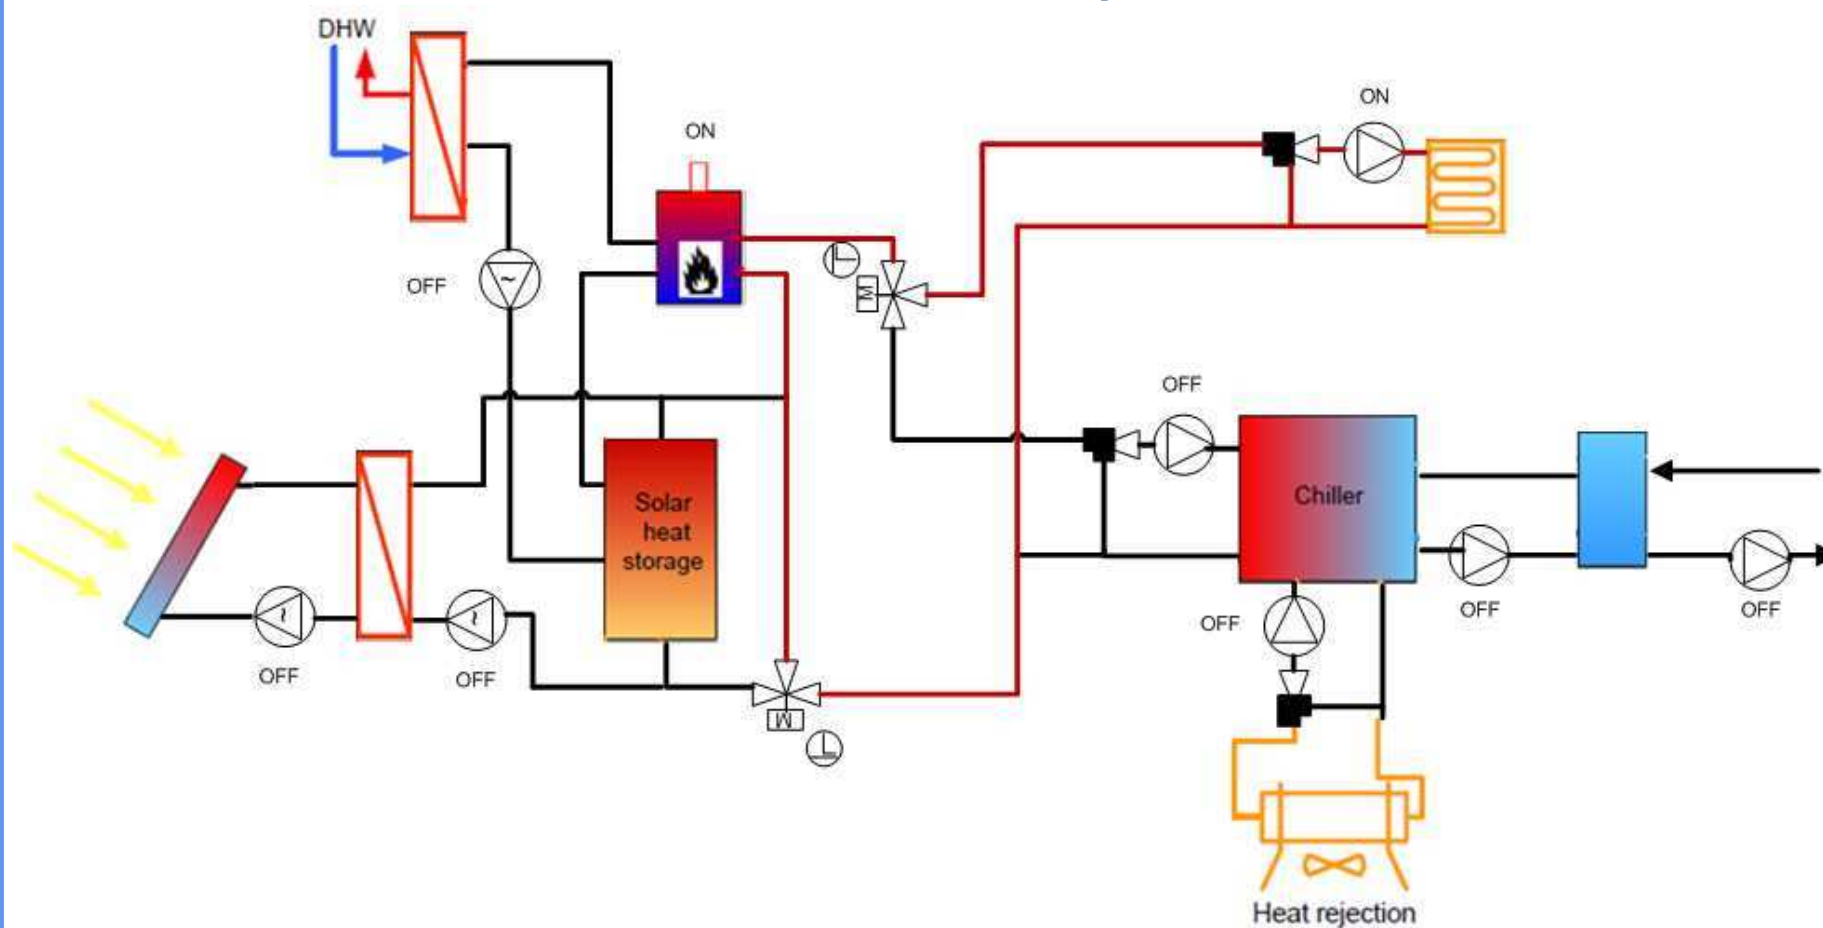 DHW
ON
ON
OFF
M
OFF
Solar
heat
storage
Chiller
OFF
OFF
OFF
OFF
OFF
M
Heat rejection